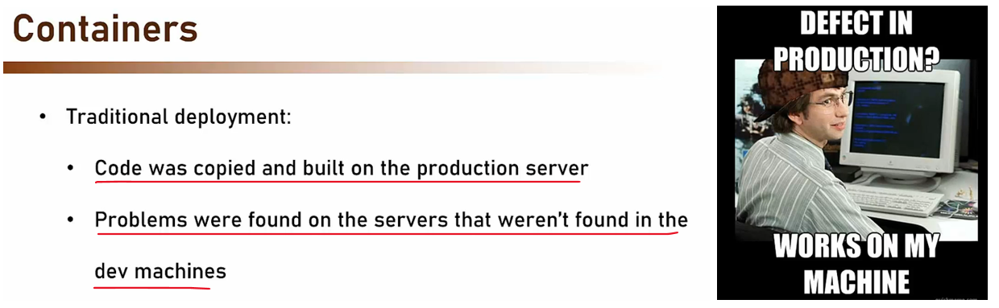 Containers
• Traditional deployment:
• Code was copied and built on the production server
• Problems were found on the servers that weren't found in the
dev machines
DEFECT IN
PRODUCTION?
WORKS ON MY
MACHINE